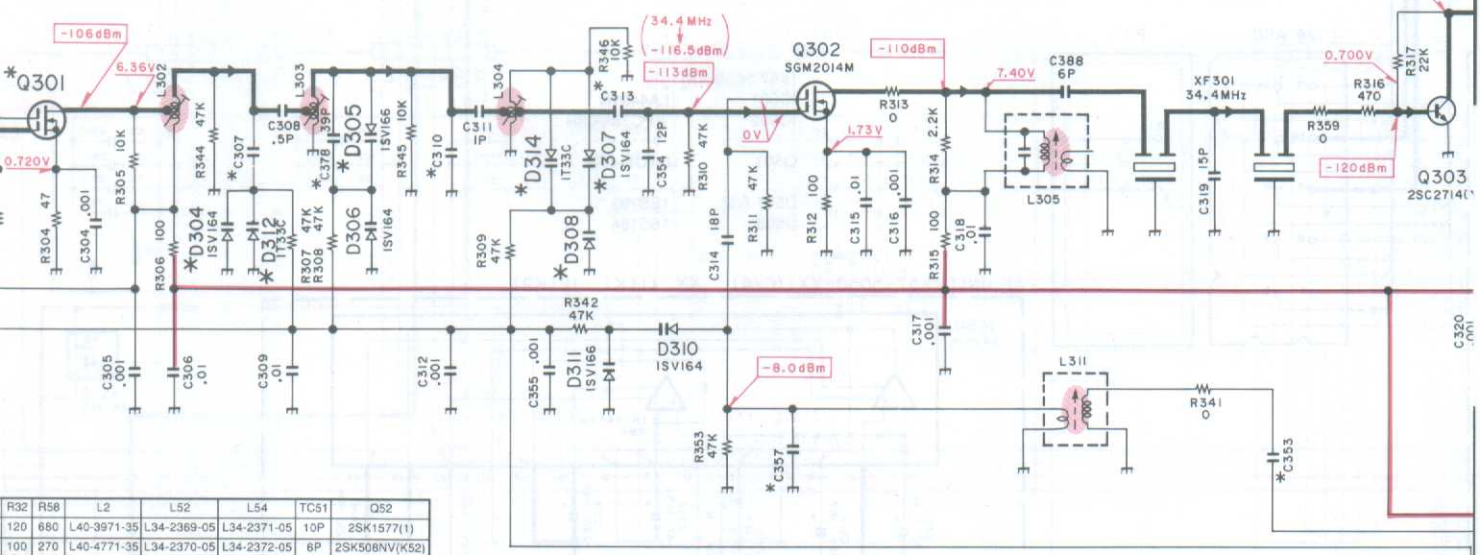 -106dBm
*Q301
6.36V
L302
L303
L304
(34.4MHz
-116.5dBm)
-113dBm
*R346
10K
Q302
SGM2014M
-110dBm
7.40V
C388
6P
XF301
34.4MHz
0.700V
R317
22K
R316
470
R359
0
-120dBm
Q303
2SC2714(
0.720V
R304
47
C304
.001
R305
10K
R306
100
R344
47K
*C307
C308
.5P
*D304
1SV164
*D312
1T33C
R307
47K
R308
47K
*C378
39P
*D305
1SV166
D306
1SV164
R345
10K
*C310
C311
1P
*D314
1T33C
*C313
*D307
1SV164
*D308
C354
12P
R310
47K
R309
47K
0V
1.73V
R311
47K
C314
18P
R312
100
C315
.01
C316
.001
R313
0
R314
2.2K
R315
100
C318
.01
L305
C319
15P
R342
47K
D310
1SV164
C305
.001
C306
.01
C309
.01
C312
.001
C355
.001
D311
1SV166
-8.0dBm
C317
.001
L311
R341
0
R353
47K
*C357
*C353
C320
.001
R32 R58 L2 L52 L54 TC51 Q52
120 680 L40-3971-35 L34-2369-05 L34-2371-05 10P 2SK1577(1)
100 270 L40-4771-35 L34-2370-05 L34-2372-05 6P 2SK508NV(K52)